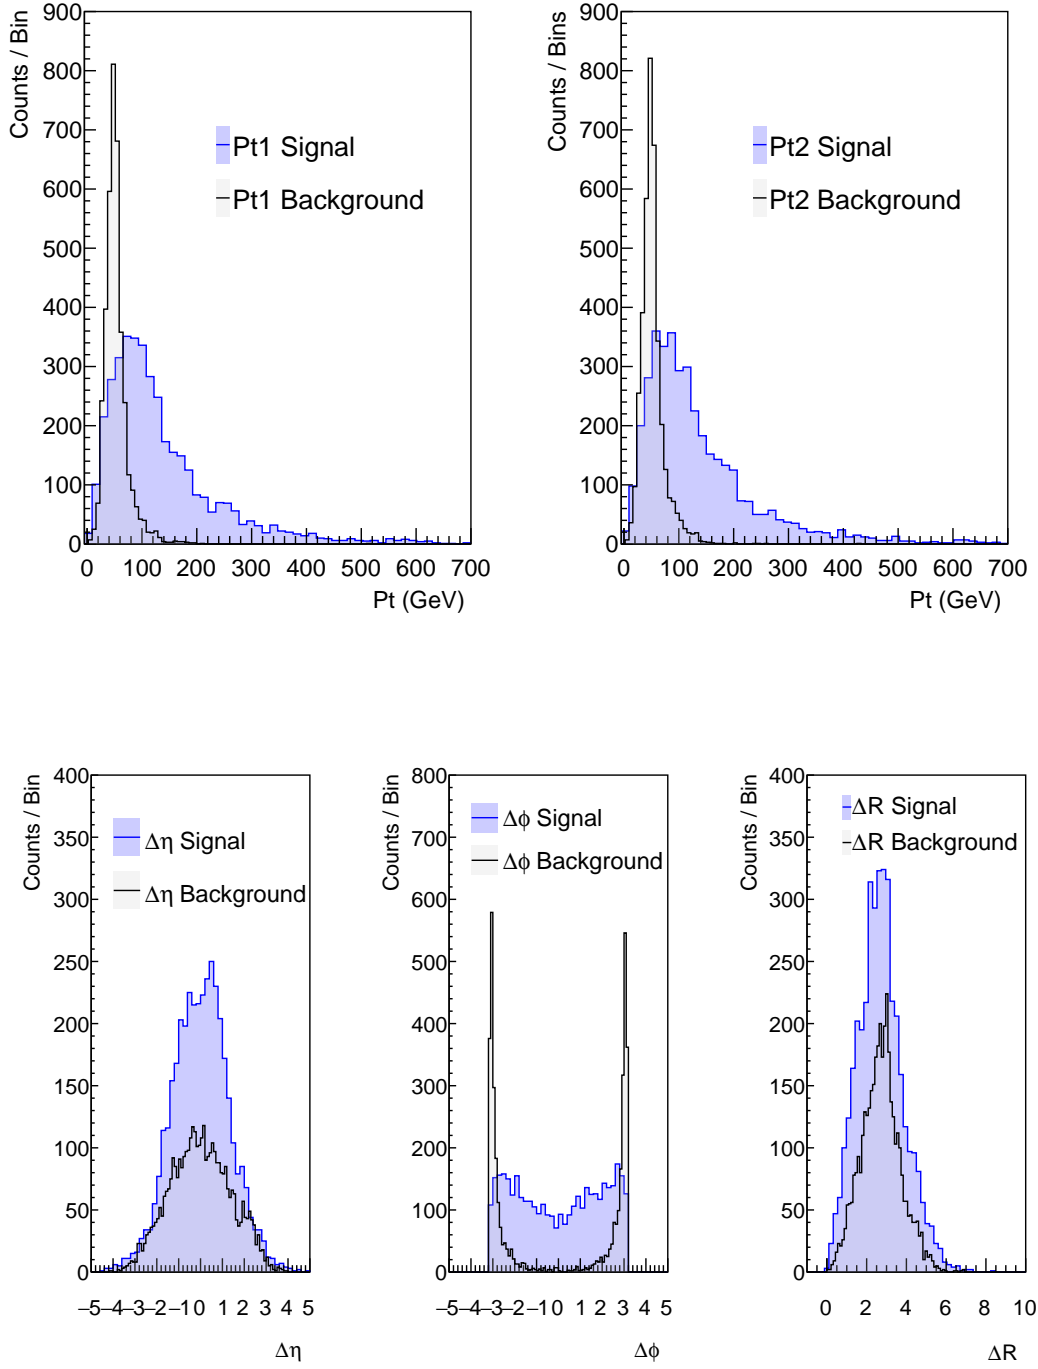 Counts / Bin
900
800
700
600
500
400
300
200
100
0
Pt1 Signal
Pt1 Background
0 100 200 300 400 500 600 700
Pt (GeV)
Counts / Bins
900
800
700
600
500
400
300
200
100
0
Pt2 Signal
Pt2 Background
0 100 200 300 400 500 600 700
Pt (GeV)
Counts / Bin
400
350
300
250
200
150
100
50
0
Δη Signal
Δη Background
−5−4−3−2−1 0 1 2 3 4 5
Δη
Counts / Bin
800
700
600
500
400
300
200
100
0
Δϕ Signal
Δϕ Background
−5−4−3−2−1 0 1 2 3 4 5
Δϕ
Counts / Bin
400
350
300
250
200
150
100
50
0
ΔR Signal
ΔR Background
0 2 4 6 8 10
ΔR